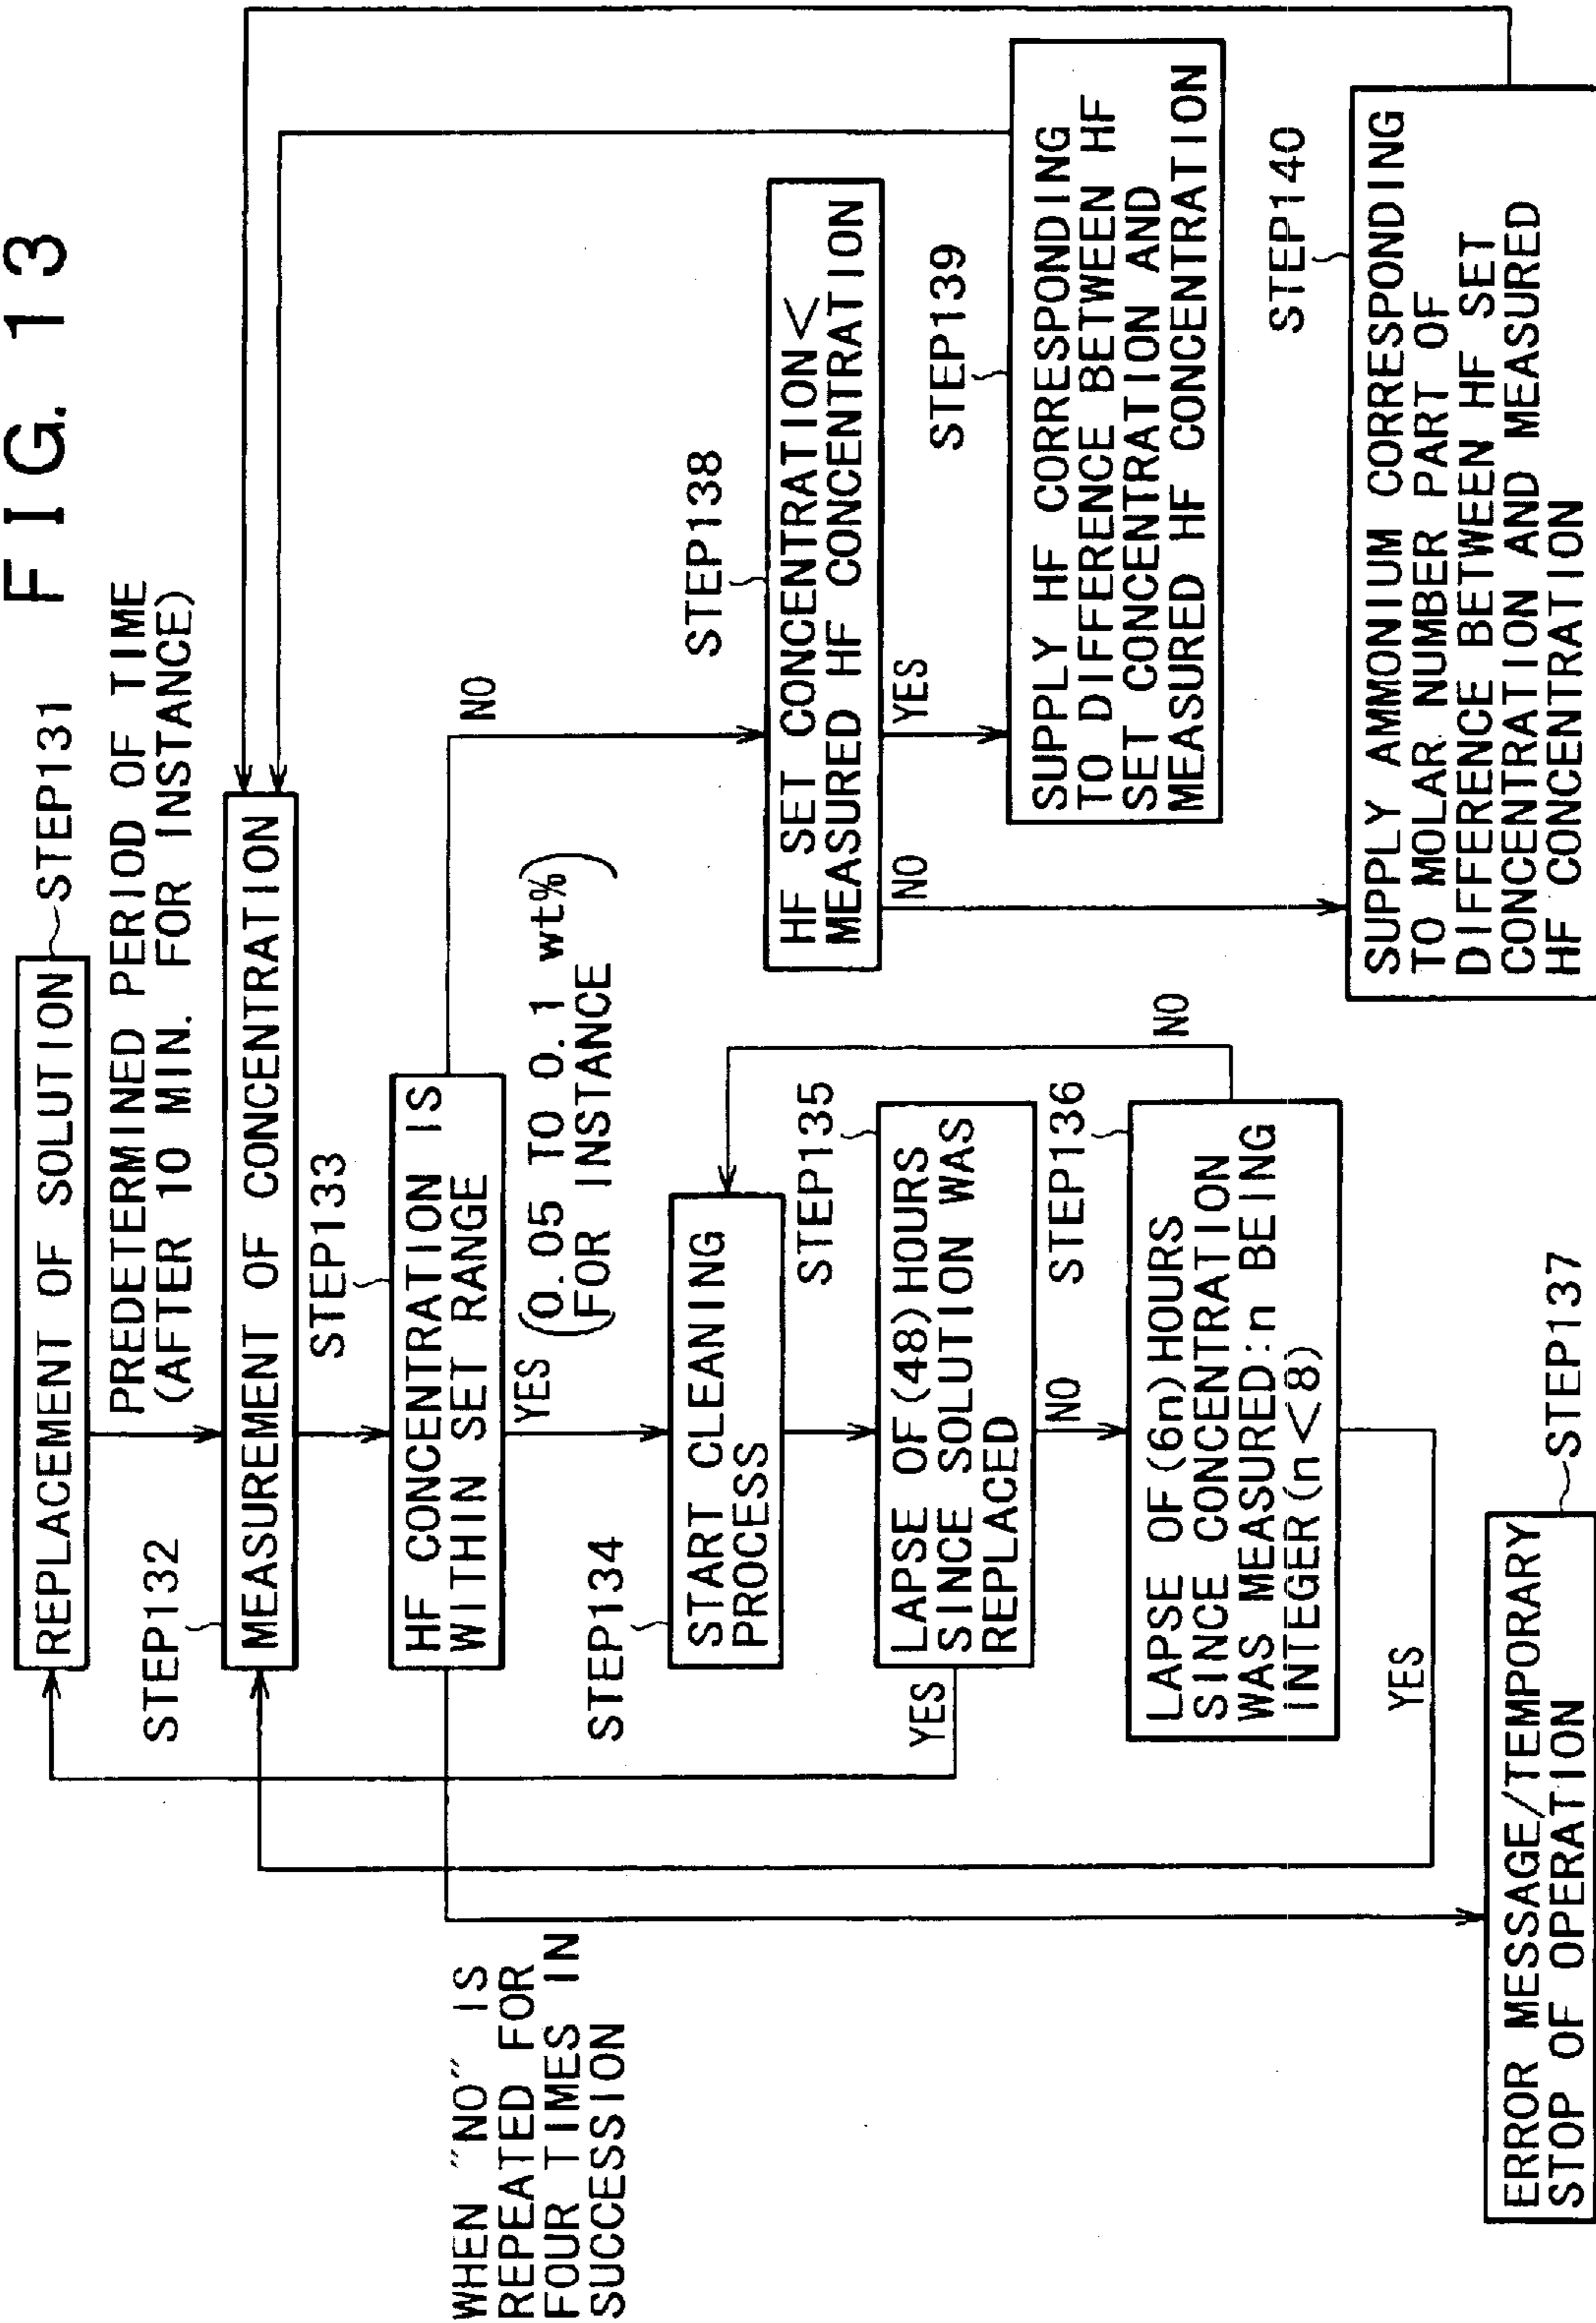 FIG. 13
REPLACEMENT OF SOLUTION
STEP131
PREDETERMINED PERIOD OF TIME
(AFTER 10 MIN. FOR INSTANCE)
STEP132
MEASUREMENT OF CONCENTRATION
STEP133
HF CONCENTRATION IS
WITHIN SET RANGE
NO
YES
(0.05 TO 0.1 wt%)
FOR INSTANCE
WHEN "NO" IS
REPEATED FOR
FOUR TIMES IN
SUCCESSION
STEP134
START CLEANING
PROCESS
STEP135
LAPSE OF (48) HOURS
SINCE SOLUTION WAS
REPLACED
YES
NO
STEP136
LAPSE OF (6n) HOURS
SINCE CONCENTRATION
WAS MEASURED:n BEING
INTEGER(n<8)
NO
YES
STEP137
ERROR MESSAGE/TEMPORARY
STOP OF OPERATION
STEP138
HF SET CONCENTRATION<
MEASURED HF CONCENTRATION
YES
NO
STEP139
SUPPLY HF CORRESPONDING
TO DIFFERENCE BETWEEN HF
SET CONCENTRATION AND
MEASURED HF CONCENTRATION
STEP140
SUPPLY AMMONIUM CORRESPONDING
TO MOLAR NUMBER PART OF
DIFFERENCE BETWEEN HF SET
CONCENTRATION AND MEASURED
HF CONCENTRATION